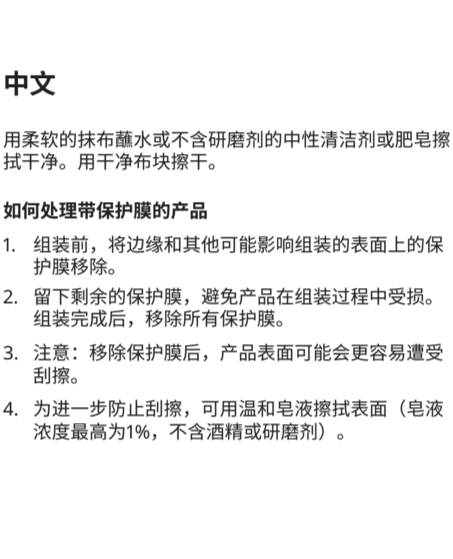 中文
用柔软的抹布蘸水或不含研磨剂的中性清洁剂或肥皂擦
拭干净。用干净布块擦干。
如何处理带保护膜的产品
1. 组装前，将边缘和其他可能影响组装的表面上的保
护膜移除。
2. 留下剩余的保护膜，避免产品在组装过程中受损。
组装完成后，移除所有保护膜。
3. 注意：移除保护膜后，产品表面可能会更容易遭受
刮擦。
4. 为进一步防止刮擦，可用温和皂液擦拭表面（皂液
浓度最高为1%，不含酒精或研磨剂）。